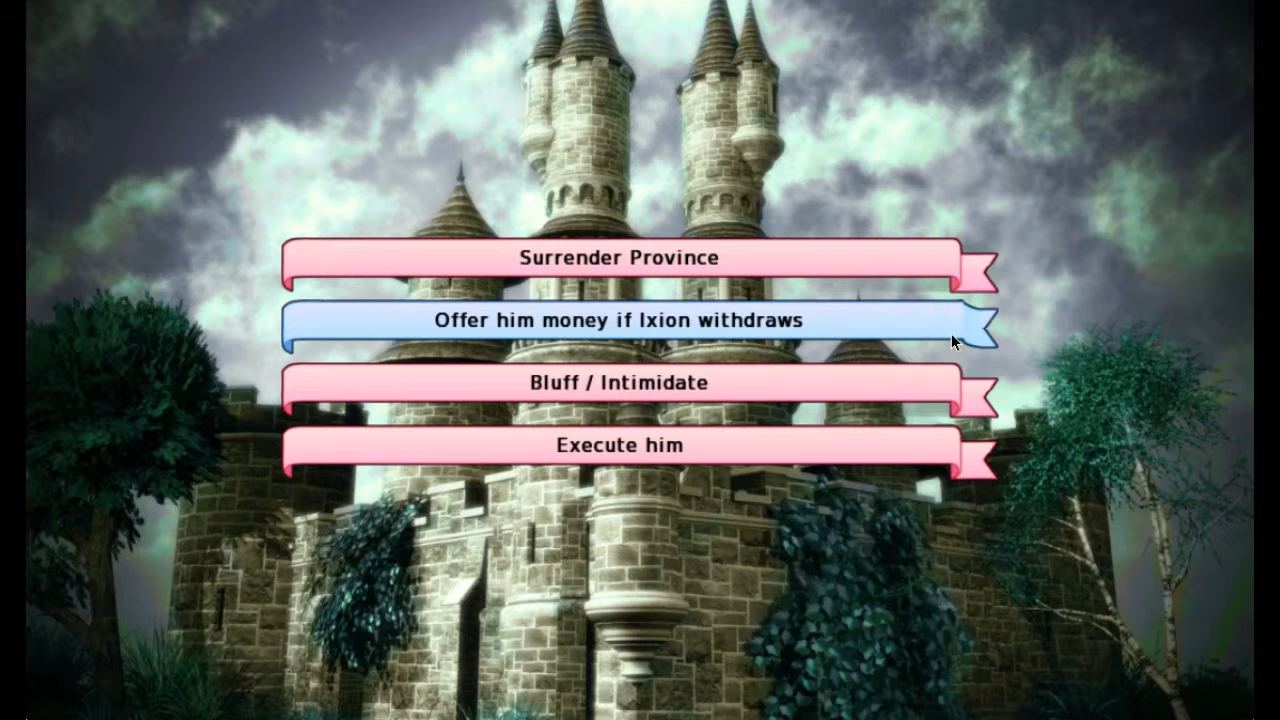 Surrender Province
Offer him money if Ixion withdraws
Bluff / Intimidate
Execute him